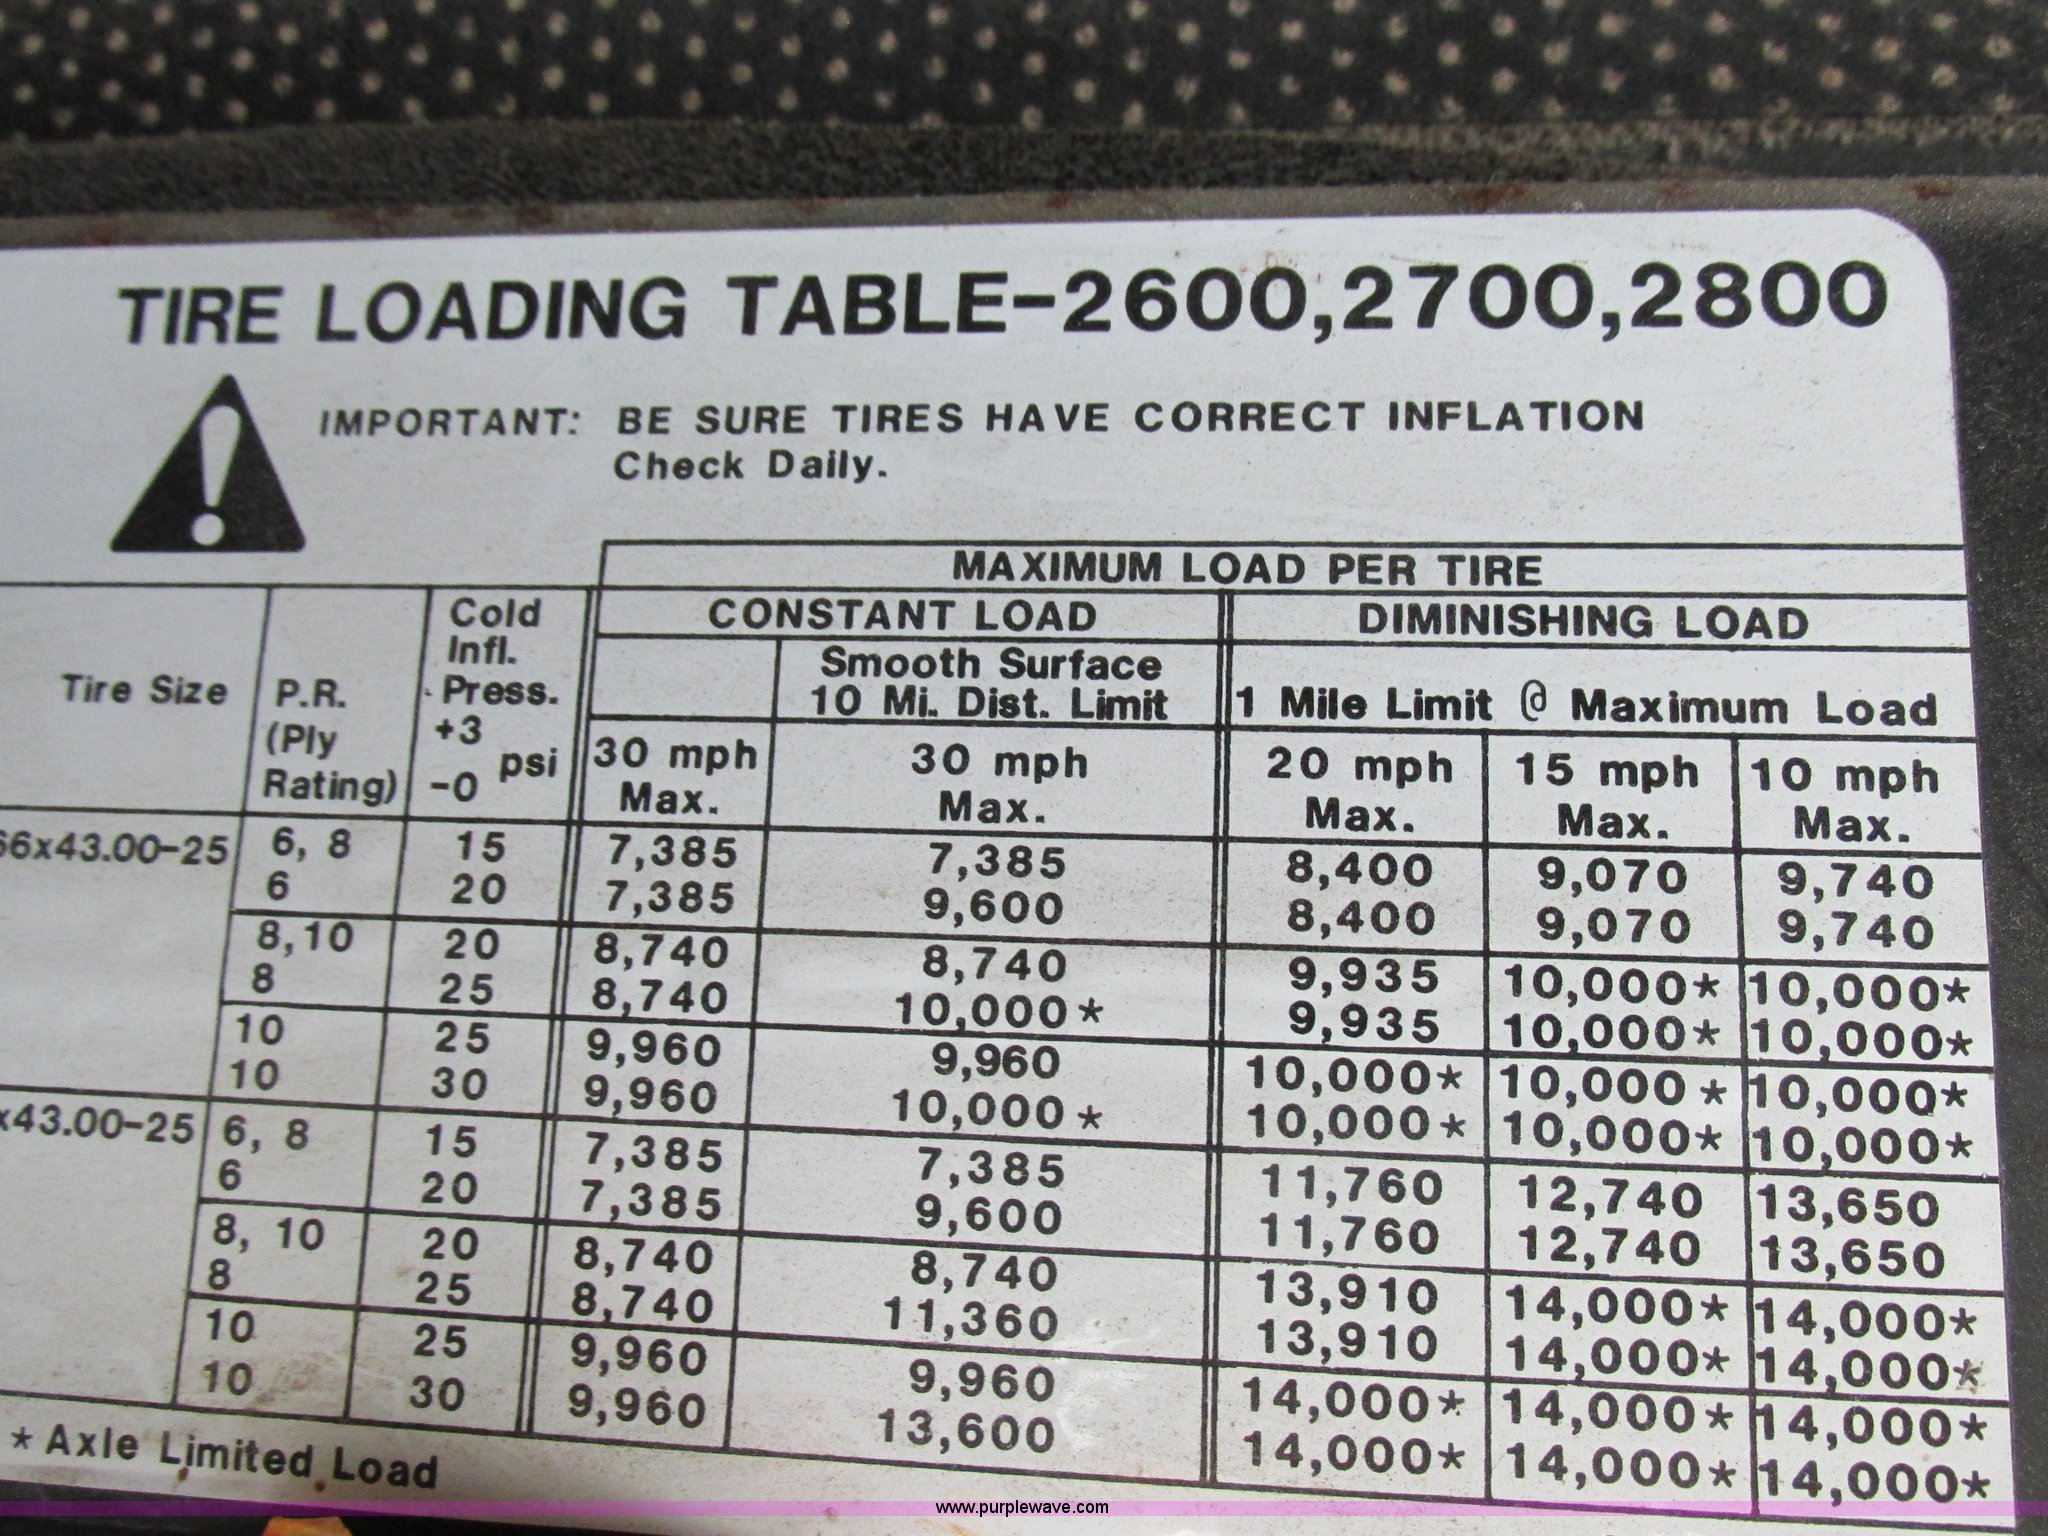 TIRE LOADING TABLE-2600,2700,2800
IMPORTANT: BE SURE TIRES HAVE CORRECT INFLATION
Check Daily.
MAXIMUM LOAD PER TIRE
CONSTANT LOAD DIMINISHING LOAD
Tire Size
P.R.
(Ply
Rating)
Cold
Infl.
Press.
+3
-0 psi
Smooth Surface
10 Mi. Dist. Limit
1 Mile Limit @ Maximum Load
30 mph Max.
30 mph Max.
20 mph Max.
15 mph Max.
10 mph Max.
66x43.00-25 6, 8 15 7,385 7,385 8,400 9,070 9,740
6 20 7,385 9,600 8,400 9,070 9,740
8,10 20 8,740 8,740 9,935 10,000* 10,000*
8 25 8,740 10,000* 9,935 10,000* 10,000*
10 25 9,960 9,960 10,000* 10,000* 10,000*
10 30 9,960 10,000* 10,000* 10,000* 10,000*
x43.00-25 6, 8 15 7,385 7,385 11,760 12,740 13,650
6 20 7,385 9,600 11,760 12,740 13,650
8, 10 20 8,740 8,740 13,910 14,000* 14,000*
8 25 8,740 11,360 13,910 14,000* 14,000*
10 25 9,960 9,960 14,000* 14,000* 14,000*
10 30 9,960 13,600 14,000* 14,000* 14,000*
* Axle Limited Load
www.purplewave.com